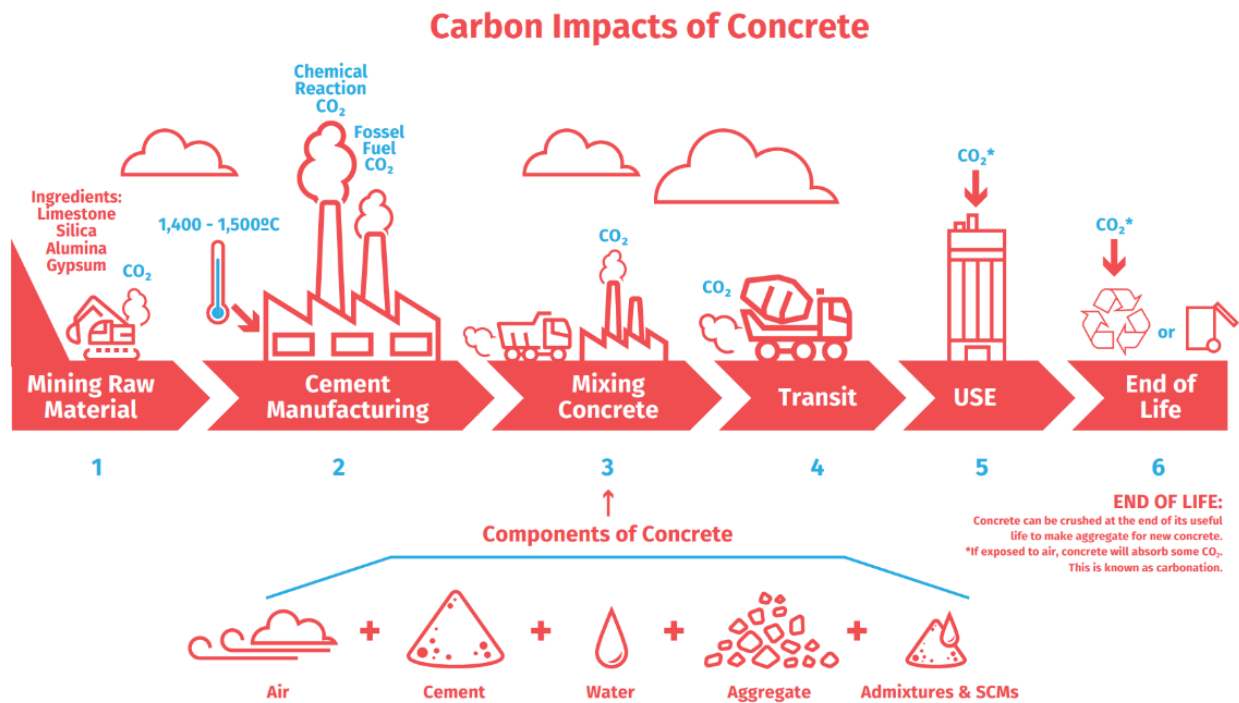 Carbon Impacts of Concrete
Chemical
Reaction
CO₂
Fossel
Fuel
CO₂
Ingredients:
Limestone
Silica
Alumina
Gypsum
CO₂
1,400 - 1,500ºC
CO₂
CO₂
CO₂*
CO₂*
or
Mining Raw
Material
Cement
Manufacturing
Mixing
Concrete
Transit
USE
End of
Life
1
2
3
4
5
6
END OF LIFE:
Concrete can be crushed at the end of its useful
life to make aggregate for new concrete.
*If exposed to air, concrete will absorb some CO₂.
This is known as carbonation.
Components of Concrete
+
+
+
+
Air
Cement
Water
Aggregate
Admixtures & SCMs